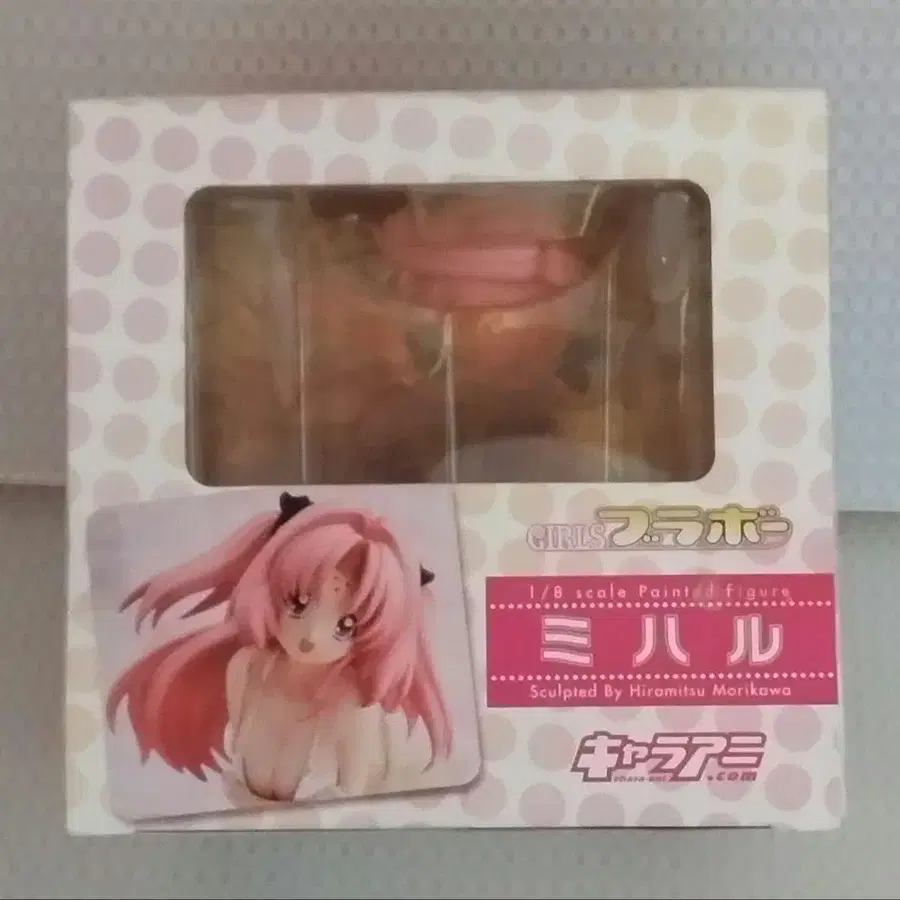 GIRLSブラボー
1/8 scale Painted Figure
ミハル
Sculpted By Hiromitsu Morikawa
キャラアニ.com
chara-ani